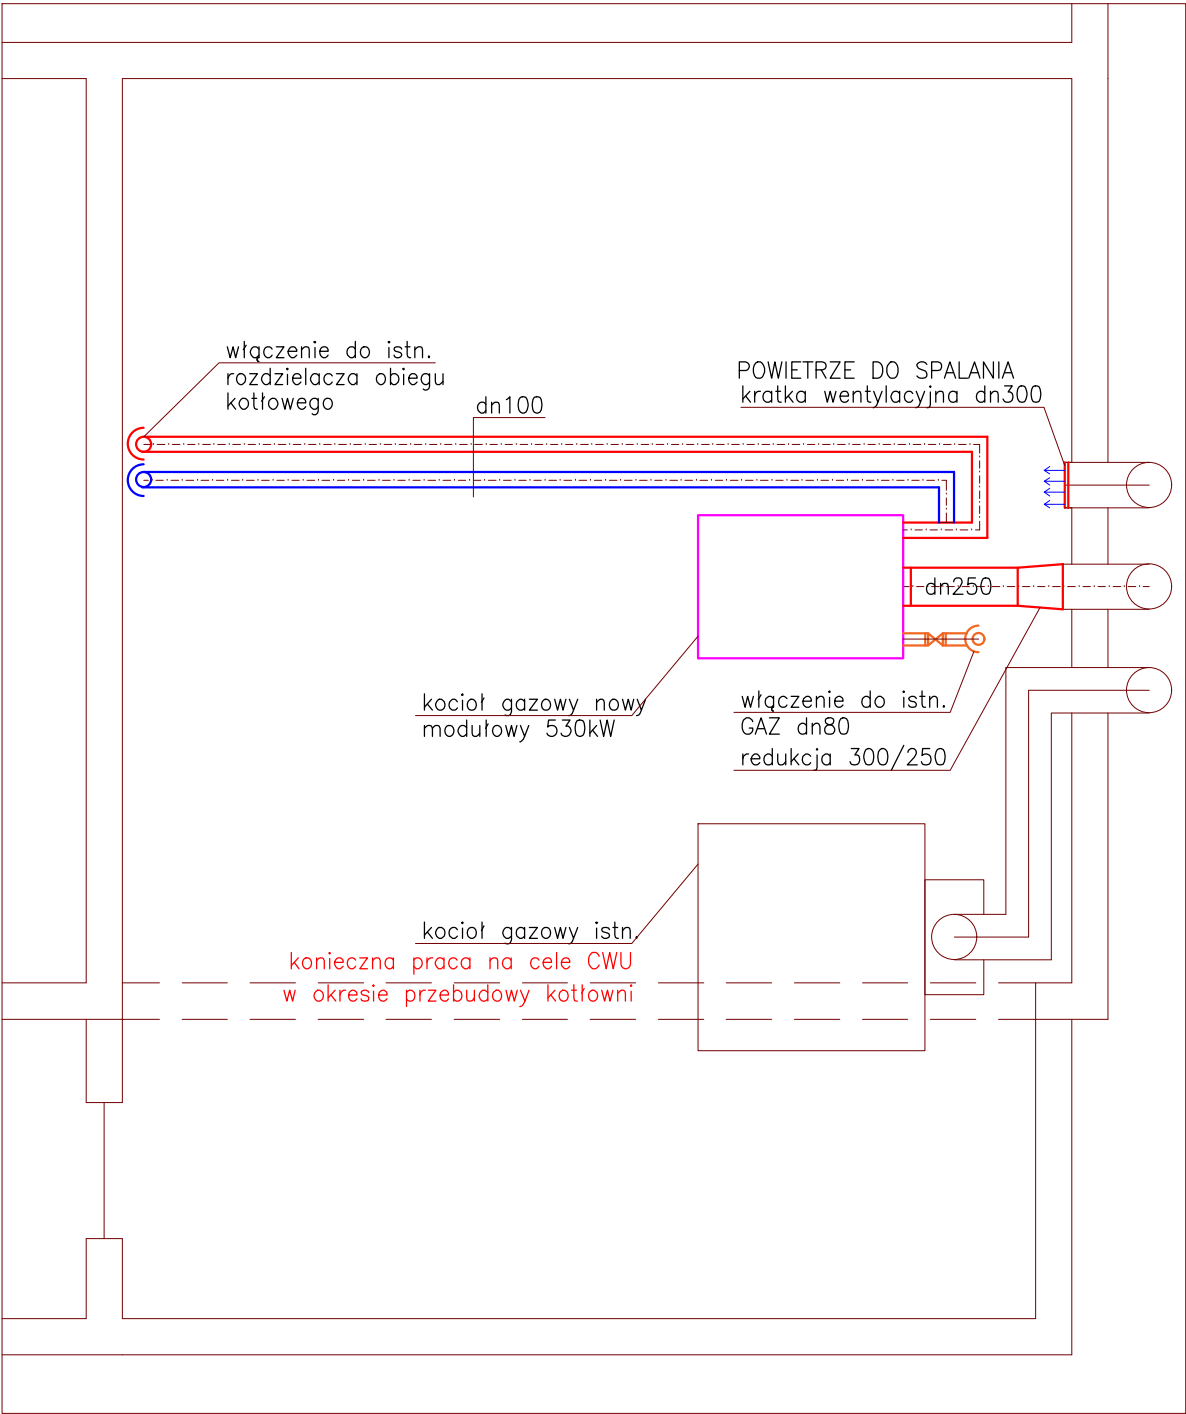 włączenie do istn.
rozdzielacza obiegu
kotłowego
dn100
POWIETRZE DO SPALANIA
kratka wentylacyjna dn300
dn250
kocioł gazowy nowy
modułowy 530kW
włączenie do istn.
GAZ dn80
redukcja 300/250
kocioł gazowy istn.
konieczna praca na cele CWU
w okresie przebudowy kotłowni